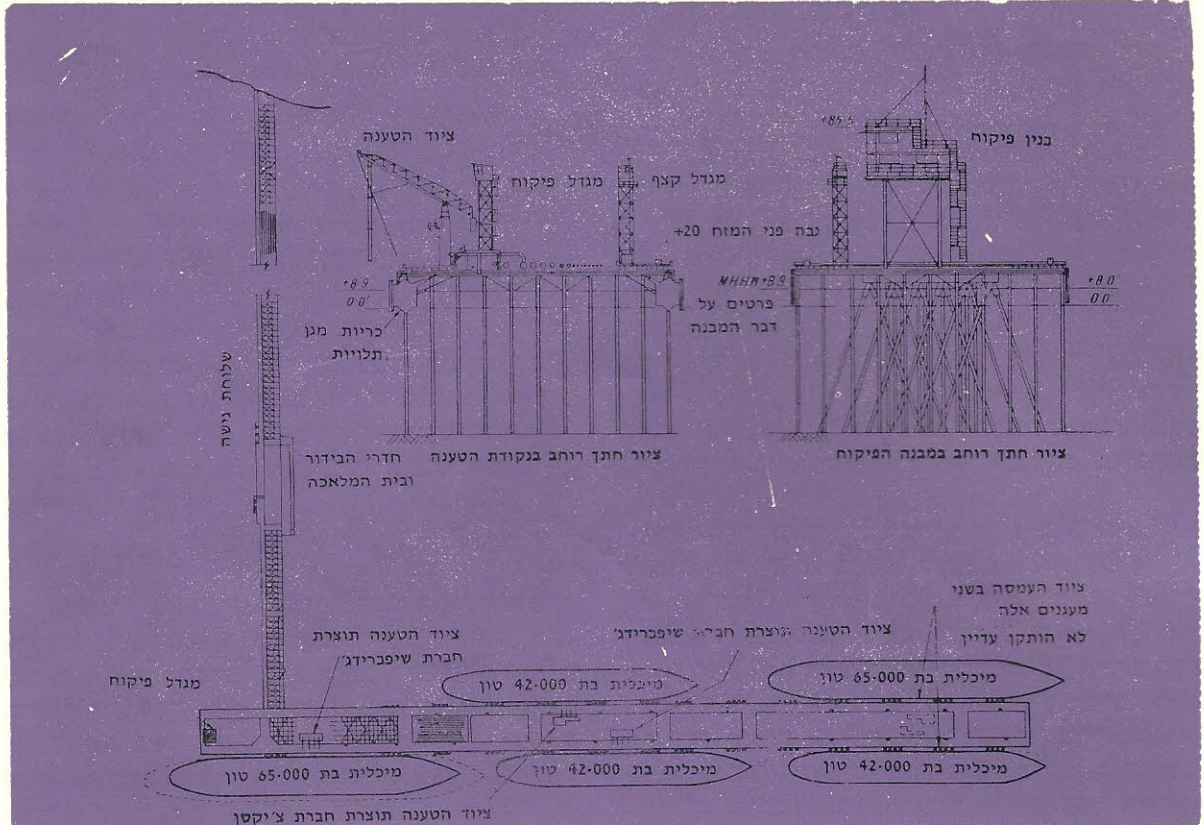 ציוד הטענה
מגדל פיקוח
מגדל קצף
+85.5
בנין פיקוח
גבה פני המזח 20+
+8.9
0.0'
MHHW+8.9
+8.0'
0.0'
פרטים על
דבר המבנה
כריות מגן
תלויות
שלוחת גישה
חדרי הבידור
ובית המלאכה
ציור חתך רוחב בנקודת הטענה
ציור חתך רוחב במבנה הפיקוח
ציוד העמסה בשני
מעגנים אלה
לא הותקן עדיין
ציוד הטענה תוצרת חברת שיפברידג'
ציוד הטענה תוצרת
חברת שיפברידג'
מגדל פיקוח
מיכלית בת 42·000 טון
מיכלית בת 65·000 טון
מיכלית בת 65·000 טון
מיכלית בת 42·000 טון
מיכלית בת 42·000 טון
ציוד הטענה תוצרת חברת צ'יקסן